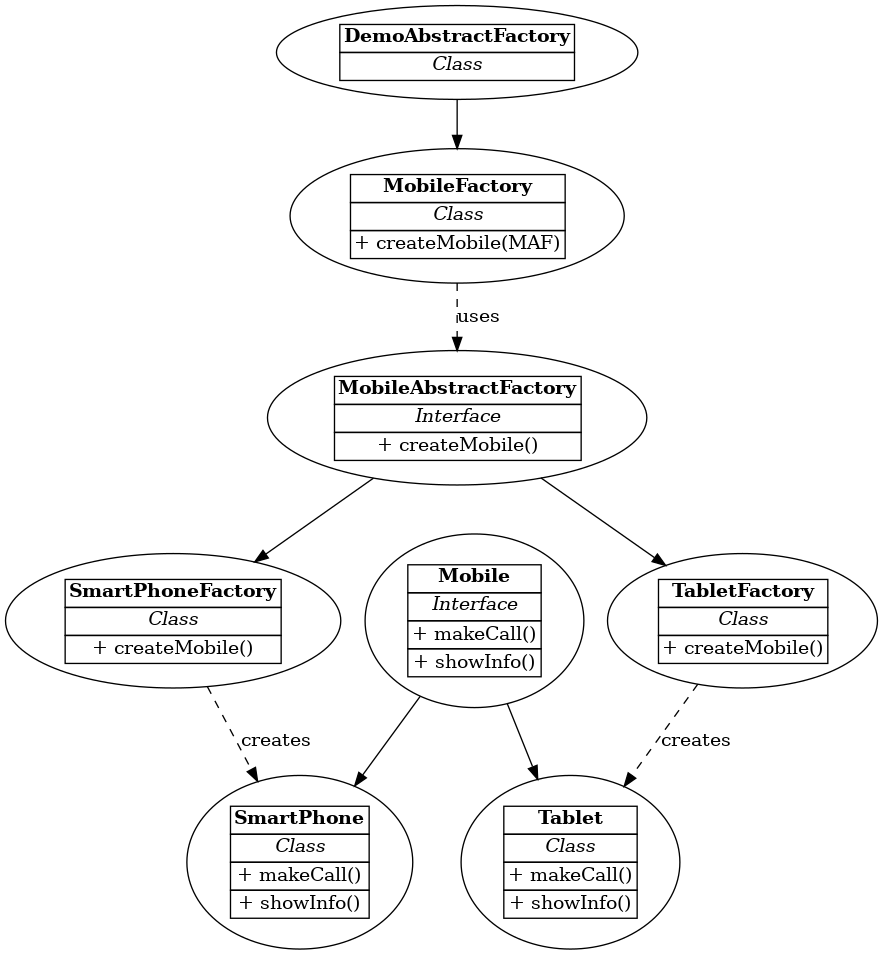 DemoAbstractFactory
Class
MobileFactory
Class
+ createMobile(MAF)
uses
MobileAbstractFactory
Interface
+ createMobile()
SmartPhoneFactory
Class
+ createMobile()
Mobile
Interface
+ makeCall()
+ showInfo()
TabletFactory
Class
+ createMobile()
creates
creates
SmartPhone
Class
+ makeCall()
+ showInfo()
Tablet
Class
+ makeCall()
+ showInfo()